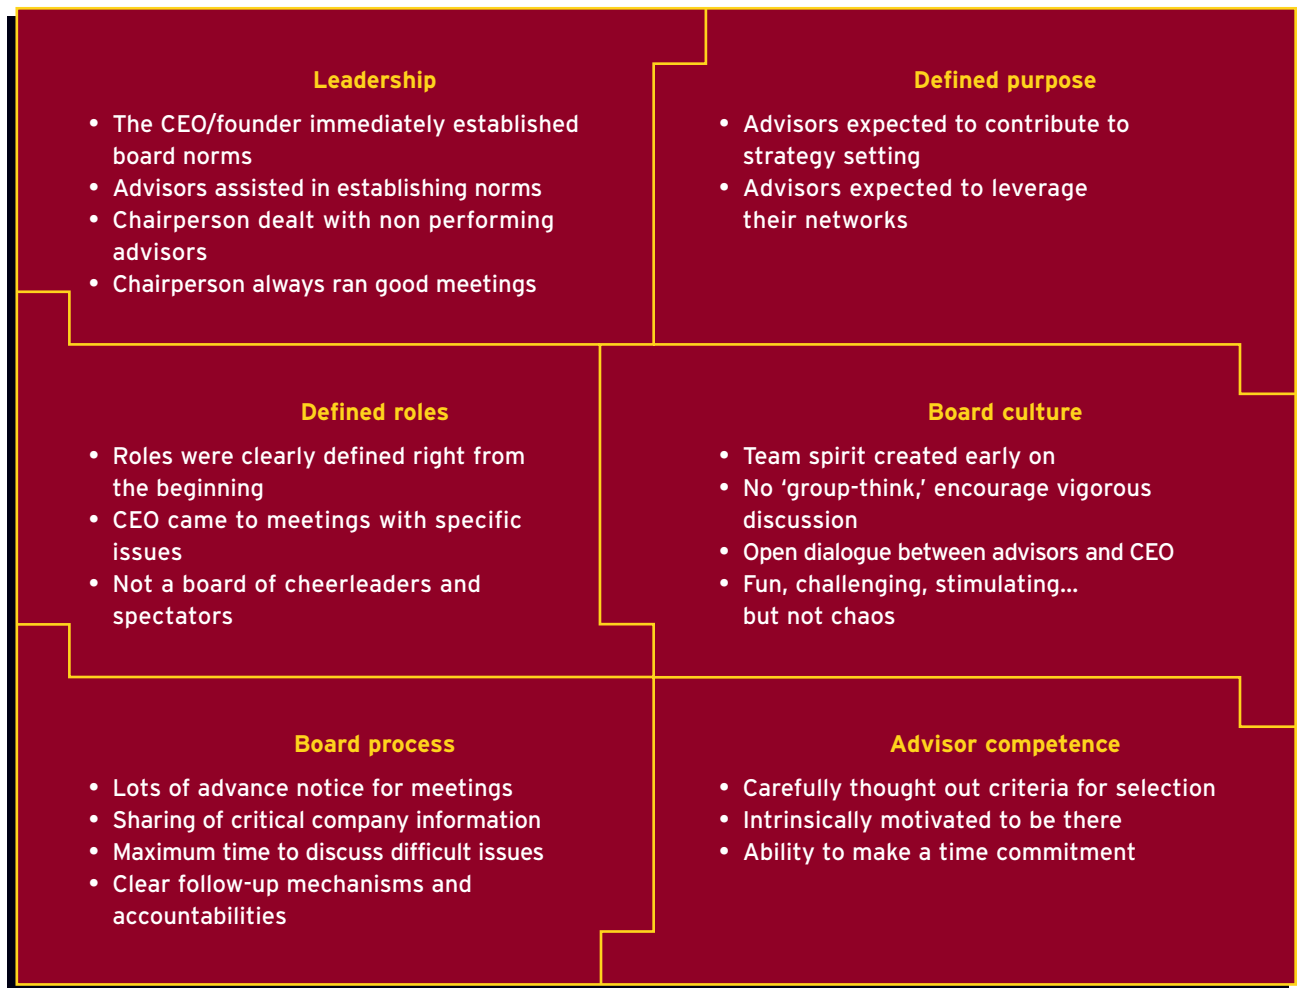 Leadership
• The CEO/founder immediately established
board norms
• Advisors assisted in establishing norms
• Chairperson dealt with non performing
advisors
• Chairperson always ran good meetings
Defined purpose
• Advisors expected to contribute to
strategy setting
• Advisors expected to leverage
their networks
Defined roles
• Roles were clearly defined right from
the beginning
• CEO came to meetings with specific
issues
• Not a board of cheerleaders and
spectators
Board culture
• Team spirit created early on
• No ‘group-think,’ encourage vigorous
discussion
• Open dialogue between advisors and CEO
• Fun, challenging, stimulating...
but not chaos
Board process
• Lots of advance notice for meetings
• Sharing of critical company information
• Maximum time to discuss difficult issues
• Clear follow-up mechanisms and
accountabilities
Advisor competence
• Carefully thought out criteria for selection
• Intrinsically motivated to be there
• Ability to make a time commitment